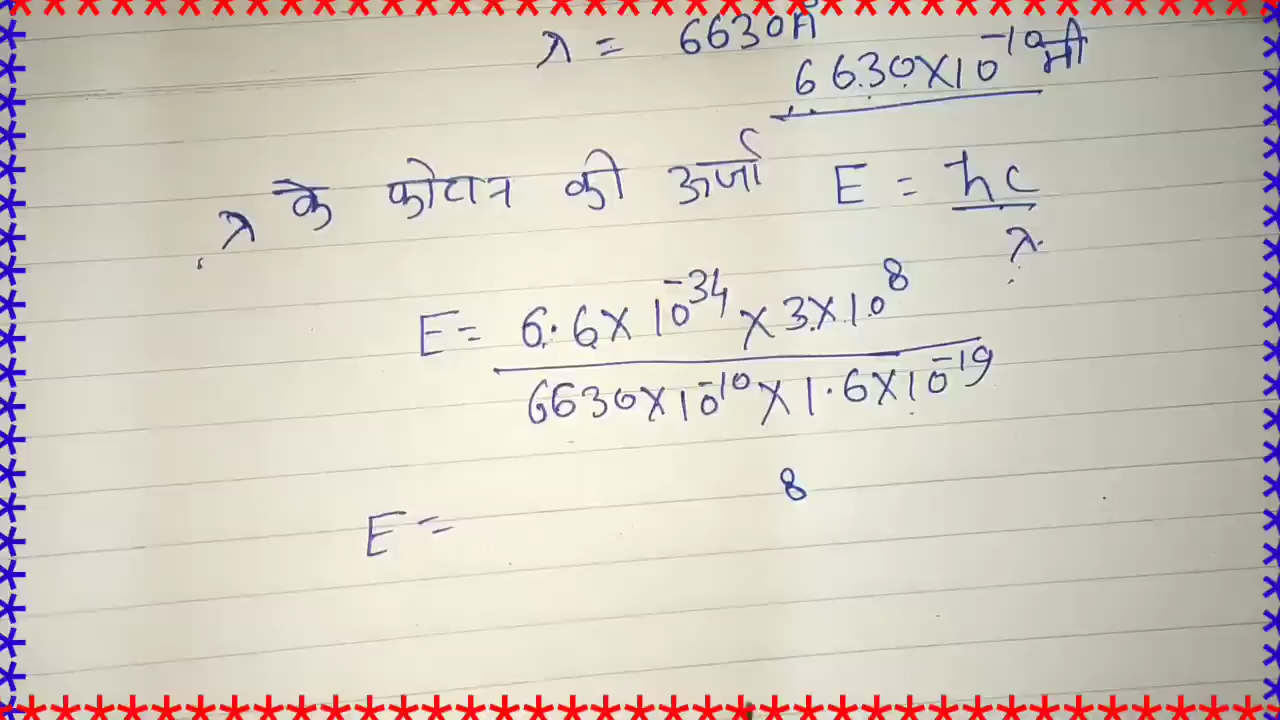 λ = 6630Å
6630×10⁻¹⁰ मी
λ के फोटान की ऊर्जा E = hc/λ
E = 6.6×10⁻³⁴ × 3×10⁸ / 6630×10⁻¹⁰ × 1.6×10⁻¹⁹
8
E =